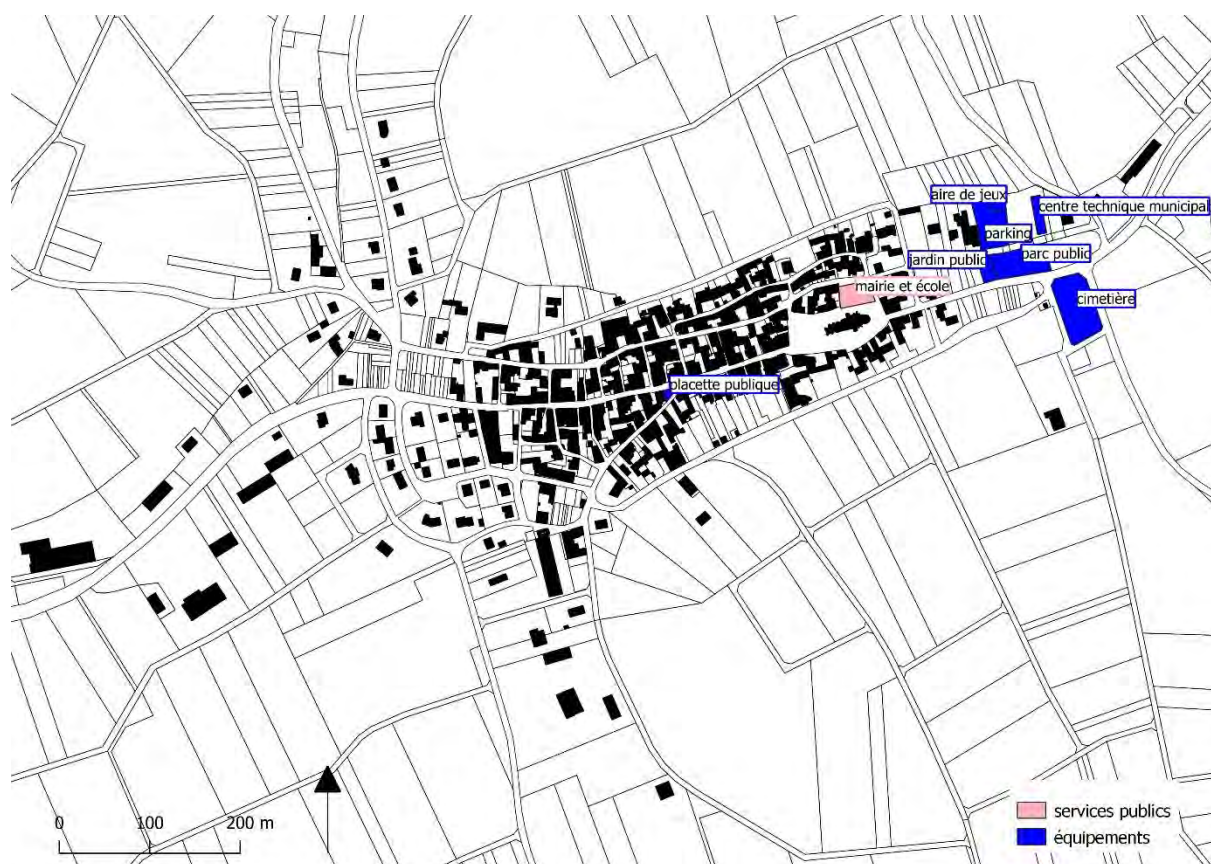 aire de jeux
centre technique municipal
parking
parc public
jardin public
mairie et école
cimetière
placette publique
0 100 200 m
services publics
équipements